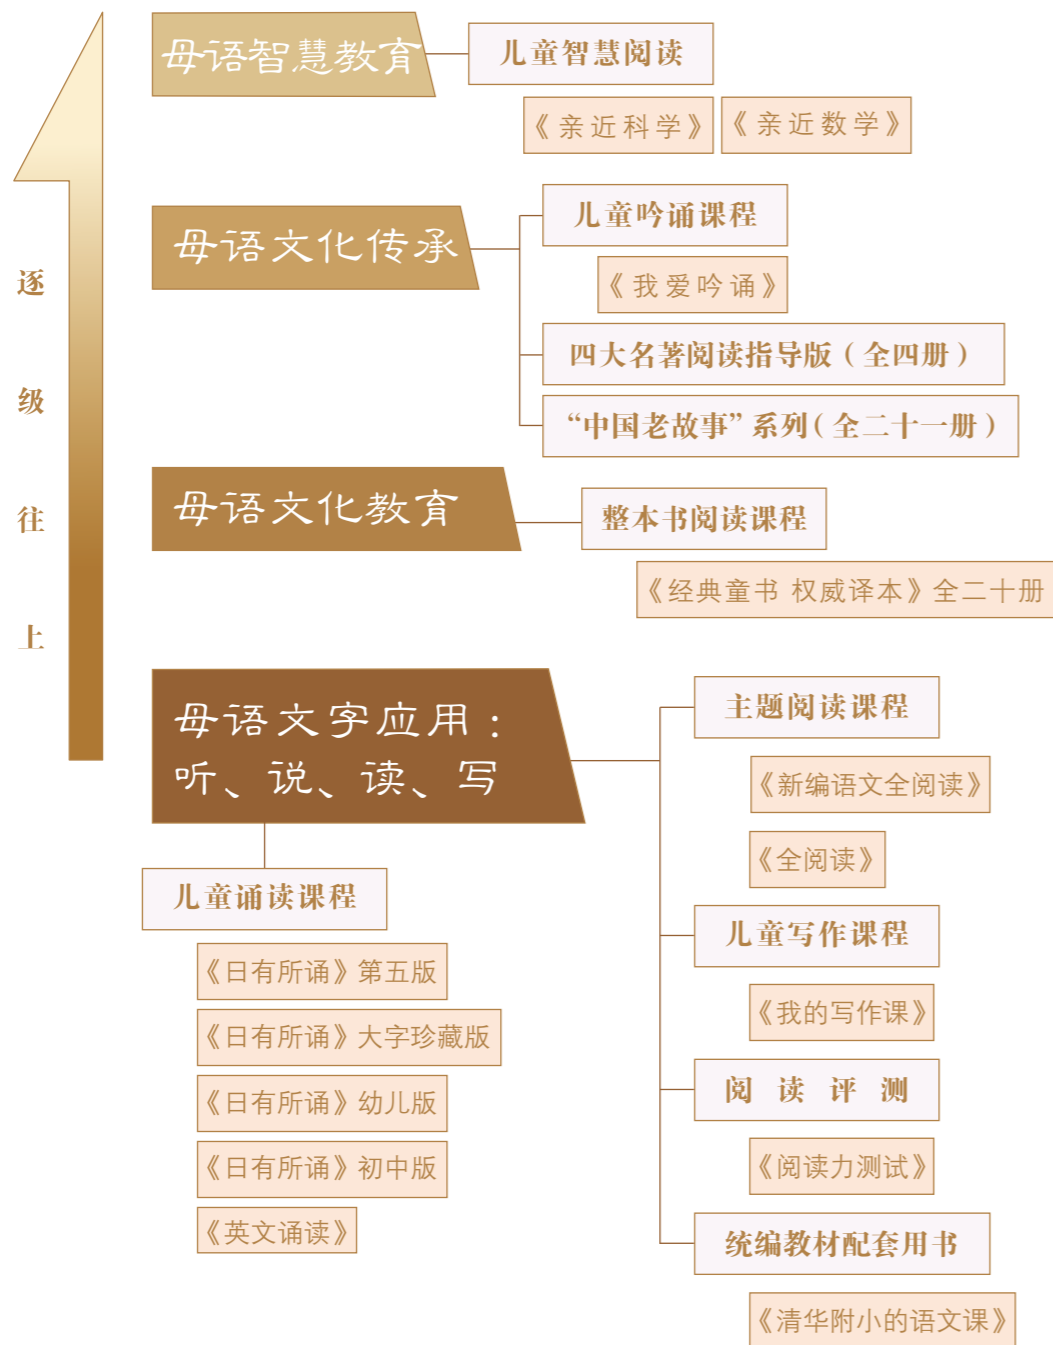 母语智慧教育
儿童智慧阅读
《亲近科学》
《亲近数学》
母语文化传承
儿童吟诵课程
《我爱吟诵》
四大名著阅读指导版（全四册）
“中国老故事”系列（全二十一册）
母语文化教育
整本书阅读课程
《经典童书 权威译本》全二十册
母语文字应用：
听、说、读、写
主题阅读课程
《新编语文全阅读》
《全阅读》
儿童写作课程
《我的写作课》
阅读评测
《阅读力测试》
统编教材配套用书
《清华附小的语文课》
儿童诵读课程
《日有所诵》第五版
《日有所诵》大字珍藏版
《日有所诵》幼儿版
《日有所诵》初中版
《英文诵读》
逐级往上